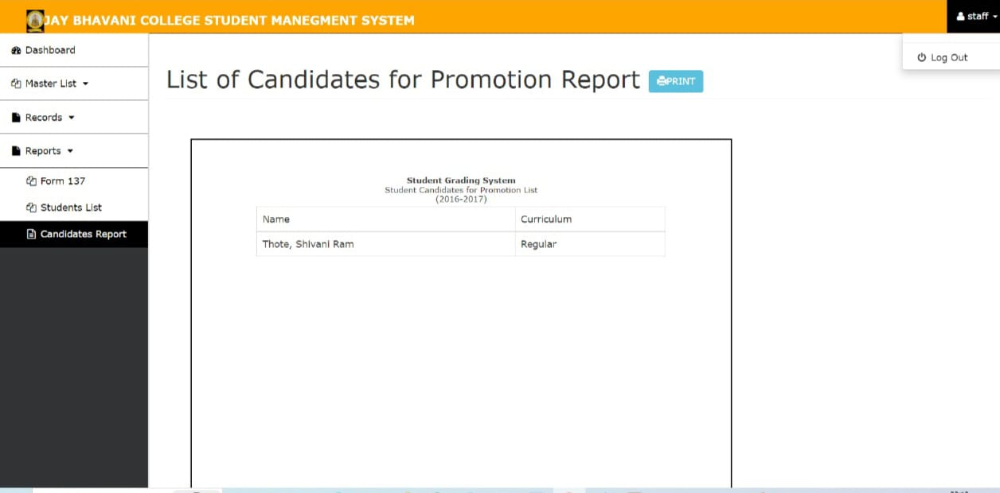 JAY BHAVANI COLLEGE STUDENT MANEGMENT SYSTEM
staff
Log Out
Dashboard
Master List
Records
Reports
Form 137
Students List
Candidates Report
List of Candidates for Promotion Report
PRINT
Student Grading System
Student Candidates for Promotion List
(2016-2017)
Name Curriculum
Thote, Shivani Ram Regular